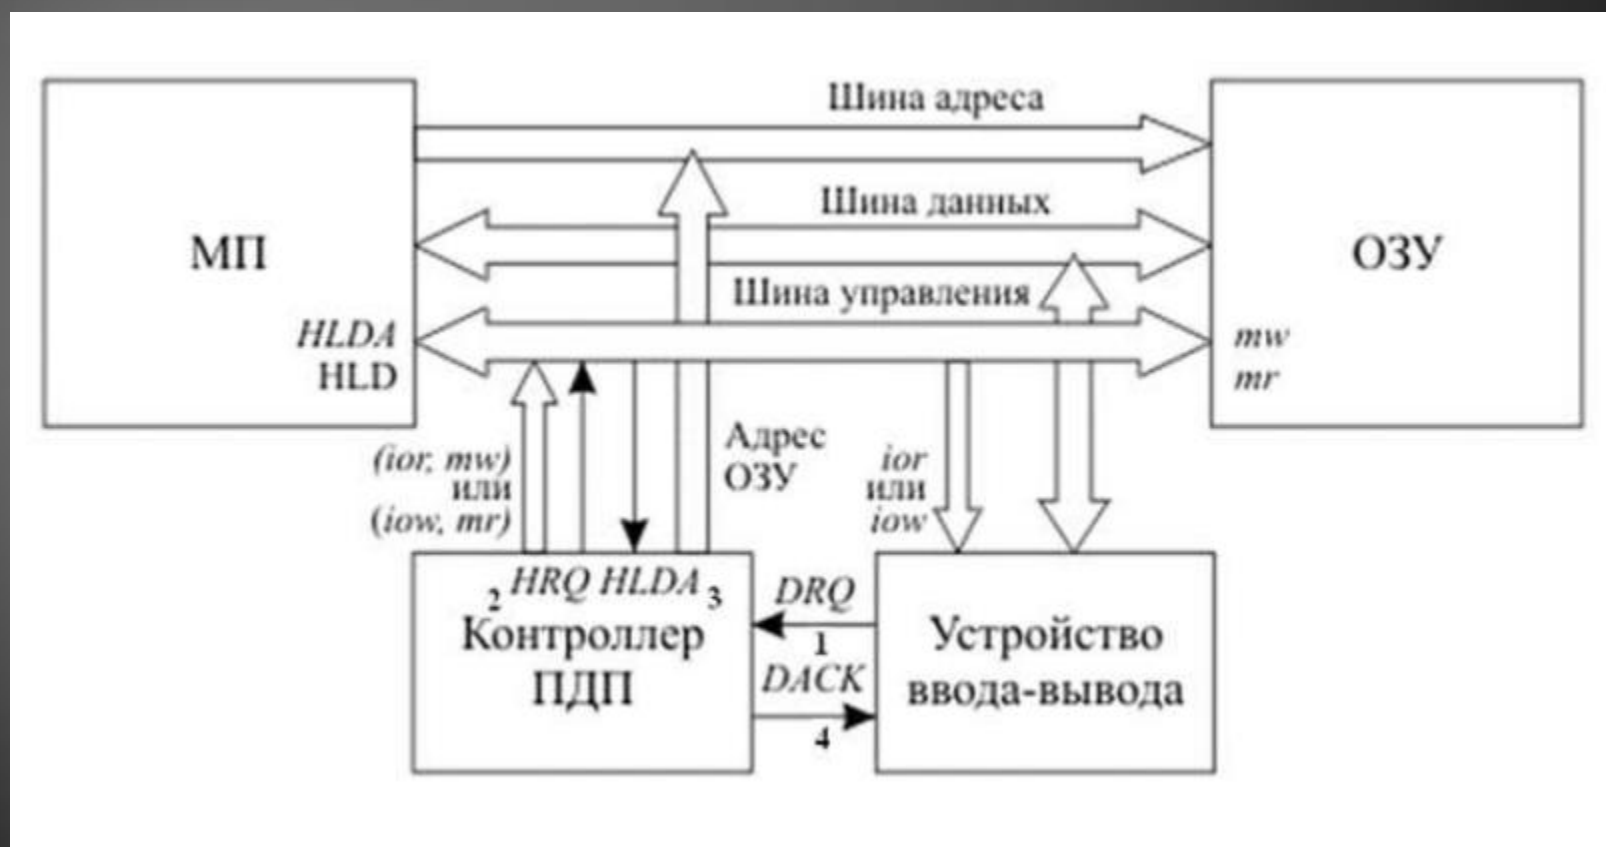 Шина адреса
Шина данных
МП
ОЗУ
Шина управления
HLDA
HLD
mw
mr
(ior, mw)
или
(iow, mr)
Адрес
ОЗУ
ior
или
iow
2 HRQ HLDA 3
Контроллер
ПДП
DRQ
1
DACK
4
Устройство
ввода-вывода